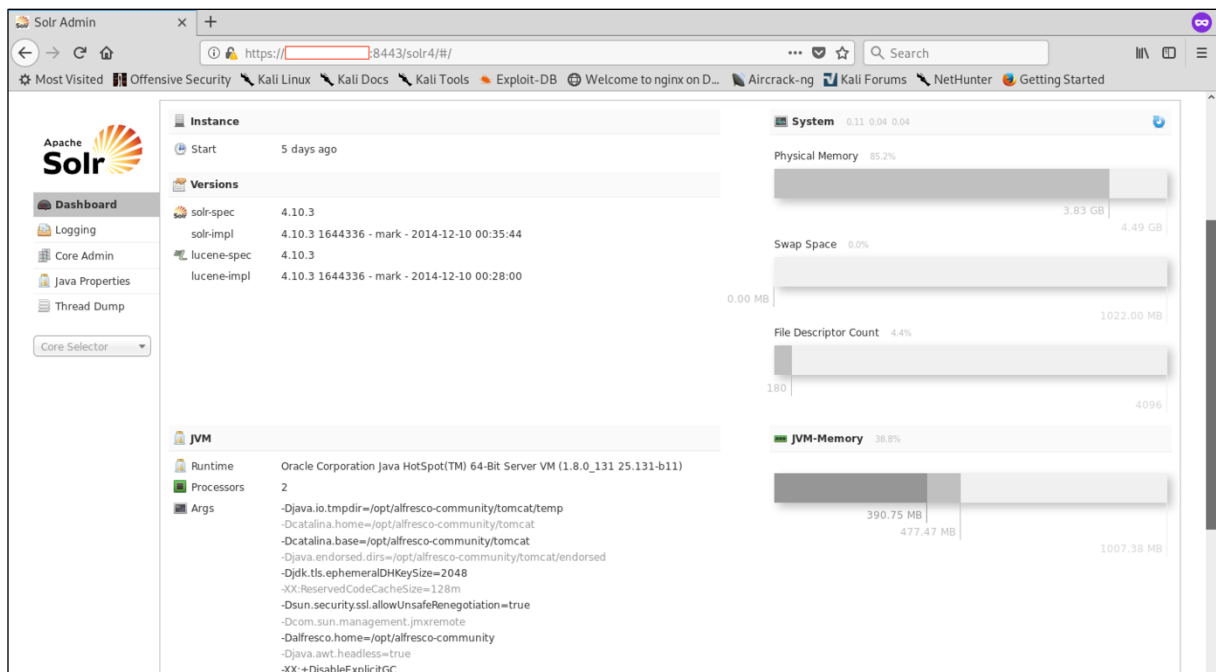 Solr Admin
https:// :8443/solr4/#/
Search
Most Visited Offensive Security Kali Linux Kali Docs Kali Tools Exploit-DB Welcome to nginx on D... Aircrack-ng Kali Forums NetHunter Getting Started
Apache
Solr
Dashboard
Logging
Core Admin
Java Properties
Thread Dump
Core Selector
Instance
Start 5 days ago
Versions
solr-spec 4.10.3
solr-impl 4.10.3 1644336 - mark - 2014-12-10 00:35:44
lucene-spec 4.10.3
lucene-impl 4.10.3 1644336 - mark - 2014-12-10 00:28:00
System 0.11 0.04 0.04
Physical Memory 85.2%
3.83 GB
4.49 GB
Swap Space 0.0%
0.00 MB
1022.00 MB
File Descriptor Count 4.4%
180
4096
JVM
Runtime Oracle Corporation Java HotSpot(TM) 64-Bit Server VM (1.8.0_131 25.131-b11)
Processors 2
Args -Djava.io.tmpdir=/opt/alfresco-community/tomcat/temp
-Dcatalina.home=/opt/alfresco-community/tomcat
-Dcatalina.base=/opt/alfresco-community/tomcat
-Djava.endorsed.dirs=/opt/alfresco-community/tomcat/endorsed
-Djdk.tls.ephemeralDHKeySize=2048
-XX:ReservedCodeCacheSize=128m
-Dsun.security.ssl.allowUnsafeRenegotiation=true
-Dcom.sun.management.jmxremote
-Dalfresco.home=/opt/alfresco-community
-Djava.awt.headless=true
-XX:+DisableExplicitGC
JVM-Memory 38.8%
390.75 MB
477.47 MB
1007.38 MB